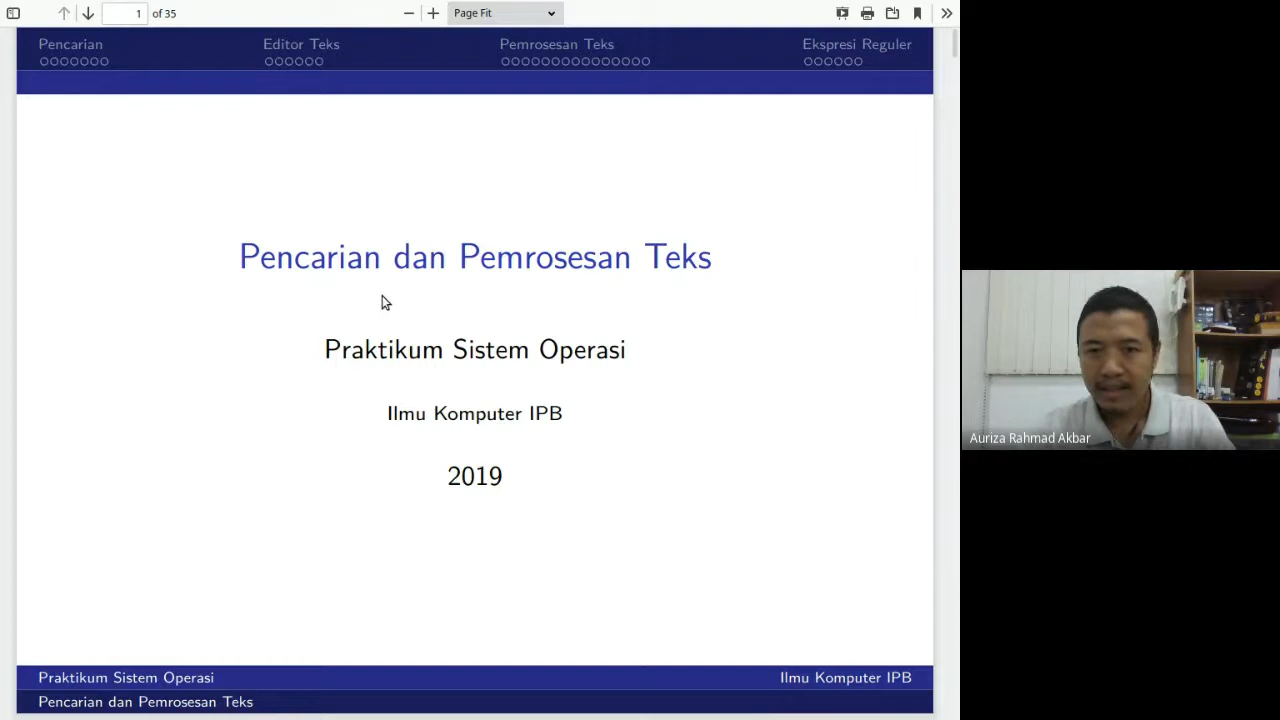 1 of 35
Page Fit
Pencarian
Editor Teks
Pemrosesan Teks
Ekspresi Reguler
Pencarian dan Pemrosesan Teks
Praktikum Sistem Operasi
Ilmu Komputer IPB
2019
Auriza Rahmad Akbar
Praktikum Sistem Operasi
Ilmu Komputer IPB
Pencarian dan Pemrosesan Teks